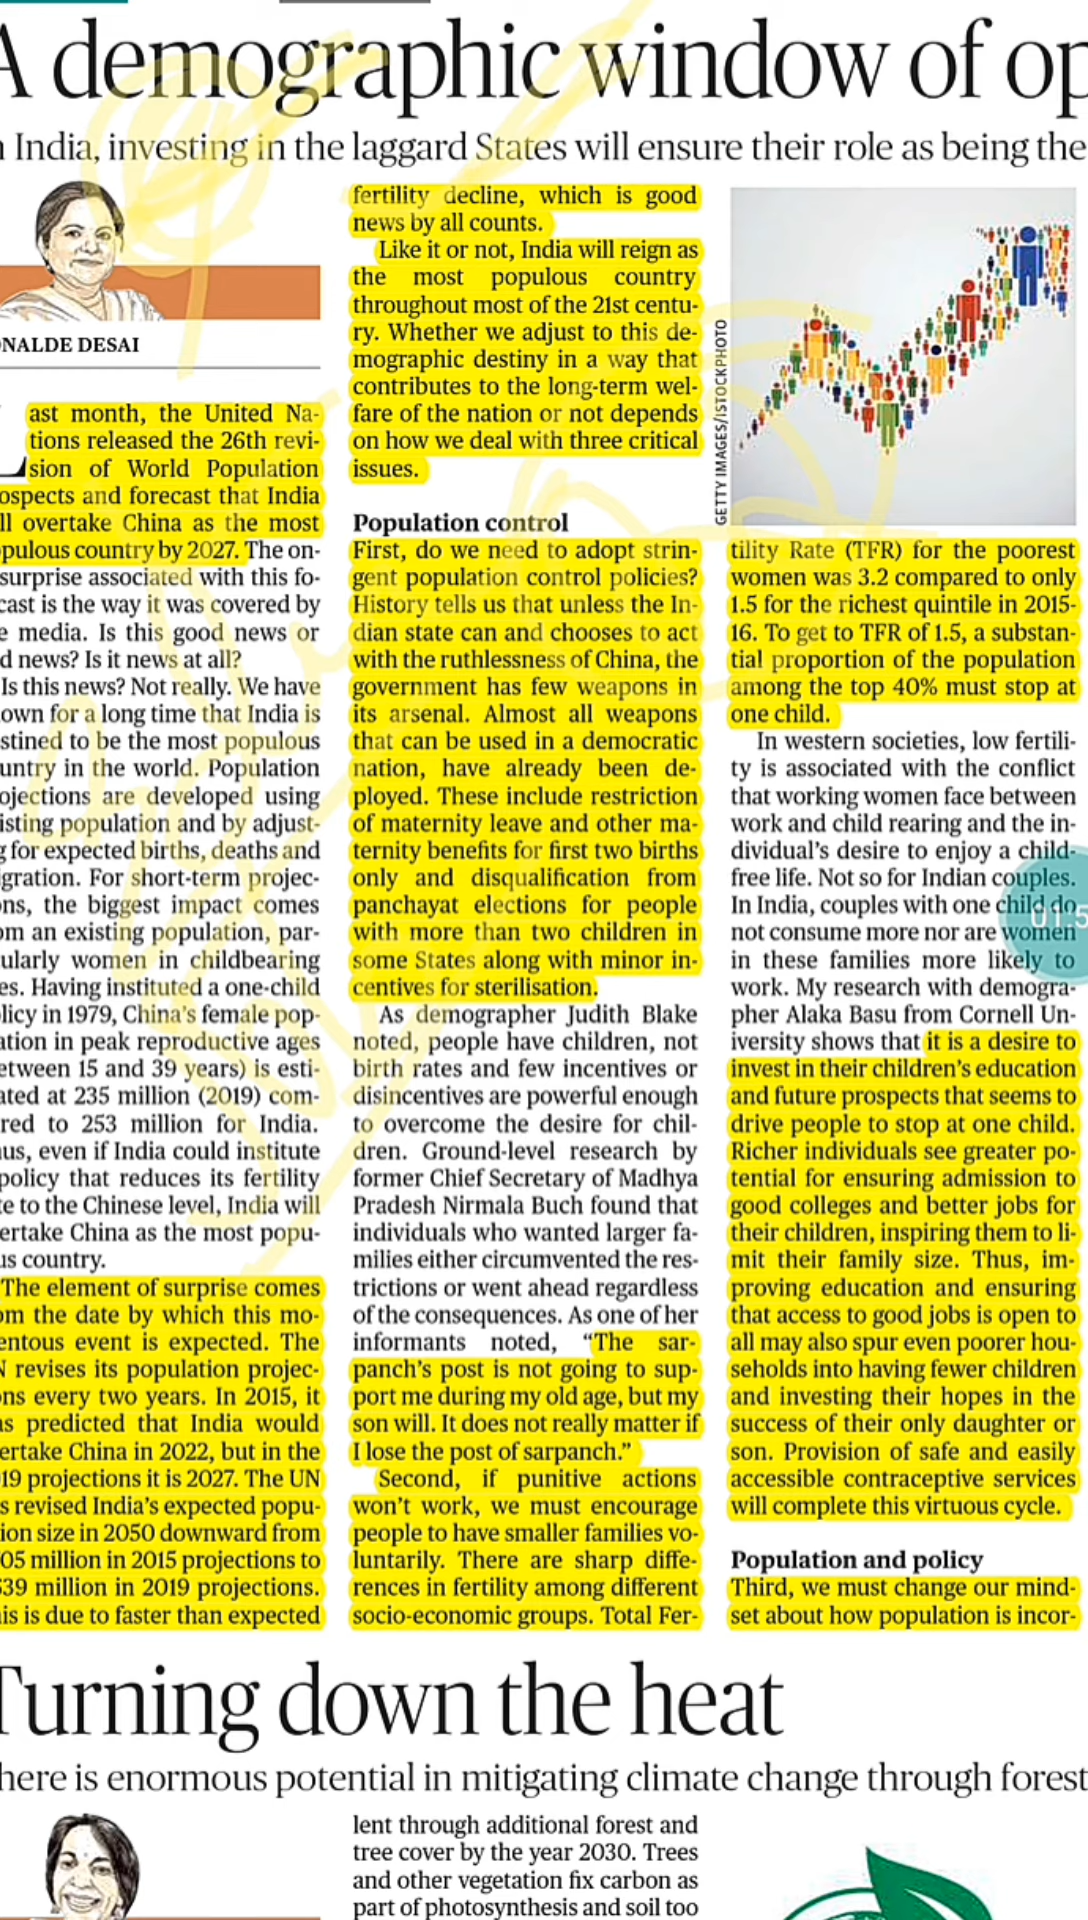 A demographic window of op
India, investing in the laggard States will ensure their role as being the
NALDE DESAI
ast month, the United Na-
tions released the 26th revi-
sion of World Population
ospects and forecast that India
ll overtake China as the most
pulous country by 2027. The on-
surprise associated with this fo-
cast is the way it was covered by
e media. Is this good news or
d news? Is it news at all?
Is this news? Not really. We have
own for a long time that India is
stined to be the most populous
untry in the world. Population
ojections are developed using
isting population and by adjust-
g for expected births, deaths and
gration. For short-term projec-
ns, the biggest impact comes
om an existing population, par-
ularly women in childbearing
es. Having instituted a one-child
licy in 1979, China's female pop-
ation in peak reproductive ages
etween 15 and 39 years) is esti-
ated at 235 million (2019) com-
red to 253 million for India.
us, even if India could institute
policy that reduces its fertility
te to the Chinese level, India will
ertake China as the most popu-
us country.
The element of surprise comes
om the date by which this mo-
entous event is expected. The
N revises its population projec-
ns every two years. In 2015, it
as predicted that India would
ertake China in 2022, but in the
19 projections it is 2027. The UN
s revised India's expected popu-
ion size in 2050 downward from
05 million in 2015 projections to
39 million in 2019 projections.
is is due to faster than expected
fertility decline, which is good
news by all counts.
Like it or not, India will reign as
the most populous country
throughout most of the 21st centu-
ry. Whether we adjust to this de-
mographic destiny in a way that
contributes to the long-term wel-
fare of the nation or not depends
on how we deal with three critical
issues.
Population control
First, do we need to adopt strin-
gent population control policies?
History tells us that unless the In-
dian state can and chooses to act
with the ruthlessness of China, the
government has few weapons in
its arsenal. Almost all weapons
that can be used in a democratic
nation, have already been de-
ployed. These include restriction
of maternity leave and other ma-
ternity benefits for first two births
only and disqualification from
panchayat elections for people
with more than two children in
some States along with minor in-
centives for sterilisation.
As demographer Judith Blake
noted, people have children, not
birth rates and few incentives or
disincentives are powerful enough
to overcome the desire for chil-
dren. Ground-level research by
former Chief Secretary of Madhya
Pradesh Nirmala Buch found that
individuals who wanted larger fa-
milies either circumvented the res-
trictions or went ahead regardless
of the consequences. As one of her
informants noted, "The sar-
panch's post is not going to sup-
port me during my old age, but my
son will. It does not really matter if
I lose the post of sarpanch."
Second, if punitive actions
won't work, we must encourage
people to have smaller families vo-
luntarily. There are sharp diffe-
rences in fertility among different
socio-economic groups. Total Fer-
GETTY IMAGES/ISTOCKPHOTO
tility Rate (TFR) for the poorest
women was 3.2 compared to only
1.5 for the richest quintile in 2015-
16. To get to TFR of 1.5, a substan-
tial proportion of the population
among the top 40% must stop at
one child.
In western societies, low fertili-
ty is associated with the conflict
that working women face between
work and child rearing and the in-
dividual's desire to enjoy a child-
free life. Not so for Indian couples.
In India, couples with one child do
not consume more nor are women
in these families more likely to
work. My research with demogra-
pher Alaka Basu from Cornell Un-
iversity shows that it is a desire to
invest in their children's education
and future prospects that seems to
drive people to stop at one child.
Richer individuals see greater po-
tential for ensuring admission to
good colleges and better jobs for
their children, inspiring them to li-
mit their family size. Thus, im-
proving education and ensuring
that access to good jobs is open to
all may also spur even poorer hou-
seholds into having fewer children
and investing their hopes in the
success of their only daughter or
son. Provision of safe and easily
accessible contraceptive services
will complete this virtuous cycle.
Population and policy
Third, we must change our mind-
set about how population is incor-
Turning down the heat
here is enormous potential in mitigating climate change through forest
lent through additional forest and
tree cover by the year 2030. Trees
and other vegetation fix carbon as
part of photosynthesis and soil too